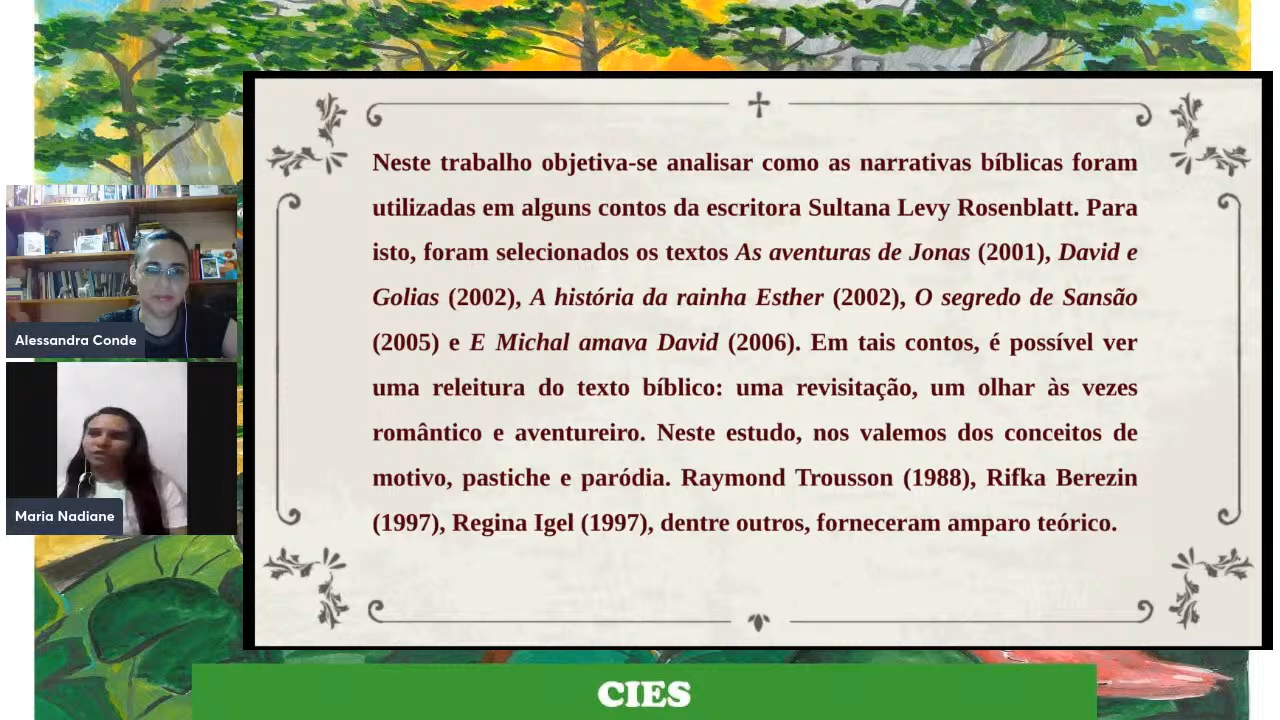 Neste trabalho objetiva-se analisar como as narrativas bíblicas foram
utilizadas em alguns contos da escritora Sultana Levy Rosenblatt. Para
isto, foram selecionados os textos As aventuras de Jonas (2001), David e
Golias (2002), A história da rainha Esther (2002), O segredo de Sansão
(2005) e E Michal amava David (2006). Em tais contos, é possível ver
uma releitura do texto bíblico: uma revisitação, um olhar às vezes
romântico e aventureiro. Neste estudo, nos valemos dos conceitos de
motivo, pastiche e paródia. Raymond Trousson (1988), Rifka Berezin
(1997), Regina Igel (1997), dentre outros, forneceram amparo teórico.
Alessandra Conde
Maria Nadiane
CIES